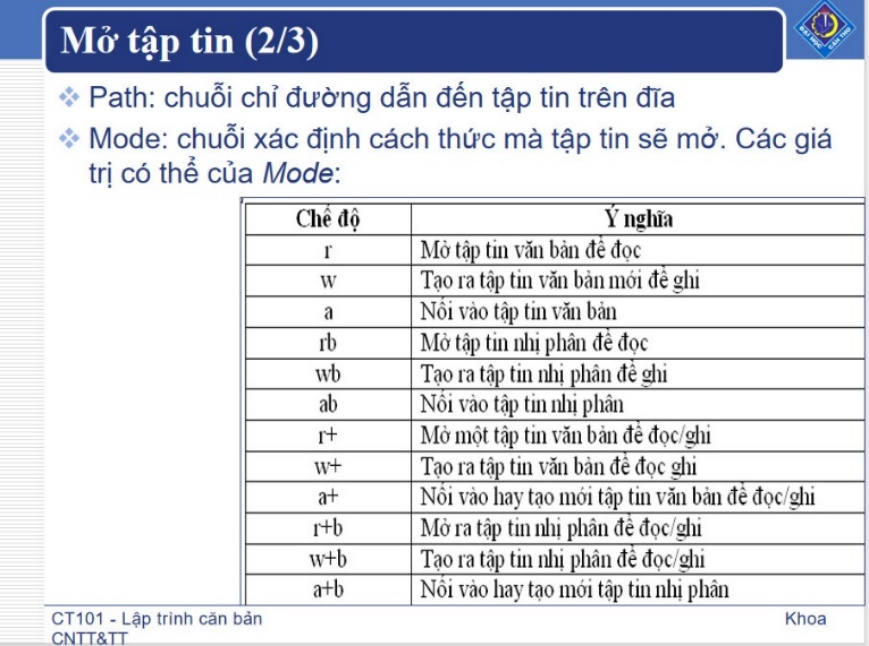 Mở tập tin (2/3)
ĐẠI HỌC CẦN THƠ
Path: chuỗi chỉ đường dẫn đến tập tin trên đĩa
Mode: chuỗi xác định cách thức mà tập tin sẽ mở. Các giá
trị có thể của Mode:
Chế độ Ý nghĩa
r Mở tập tin văn bản để đọc
w Tạo ra tập tin văn bản mới để ghi
a Nối vào tập tin văn bản
rb Mở tập tin nhị phân để đọc
wb Tạo ra tập tin nhị phân để ghi
ab Nối vào tập tin nhị phân
r+ Mở một tập tin văn bản để đọc/ghi
w+ Tạo ra tập tin văn bản để đọc ghi
a+ Nối vào hay tạo mới tập tin văn bản để đọc/ghi
r+b Mở ra tập tin nhị phân để đọc/ghi
w+b Tạo ra tập tin nhị phân để đọc/ghi
a+b Nối vào hay tạo mới tập tin nhị phân
CT101 - Lập trình căn bản Khoa
CNTT&TT